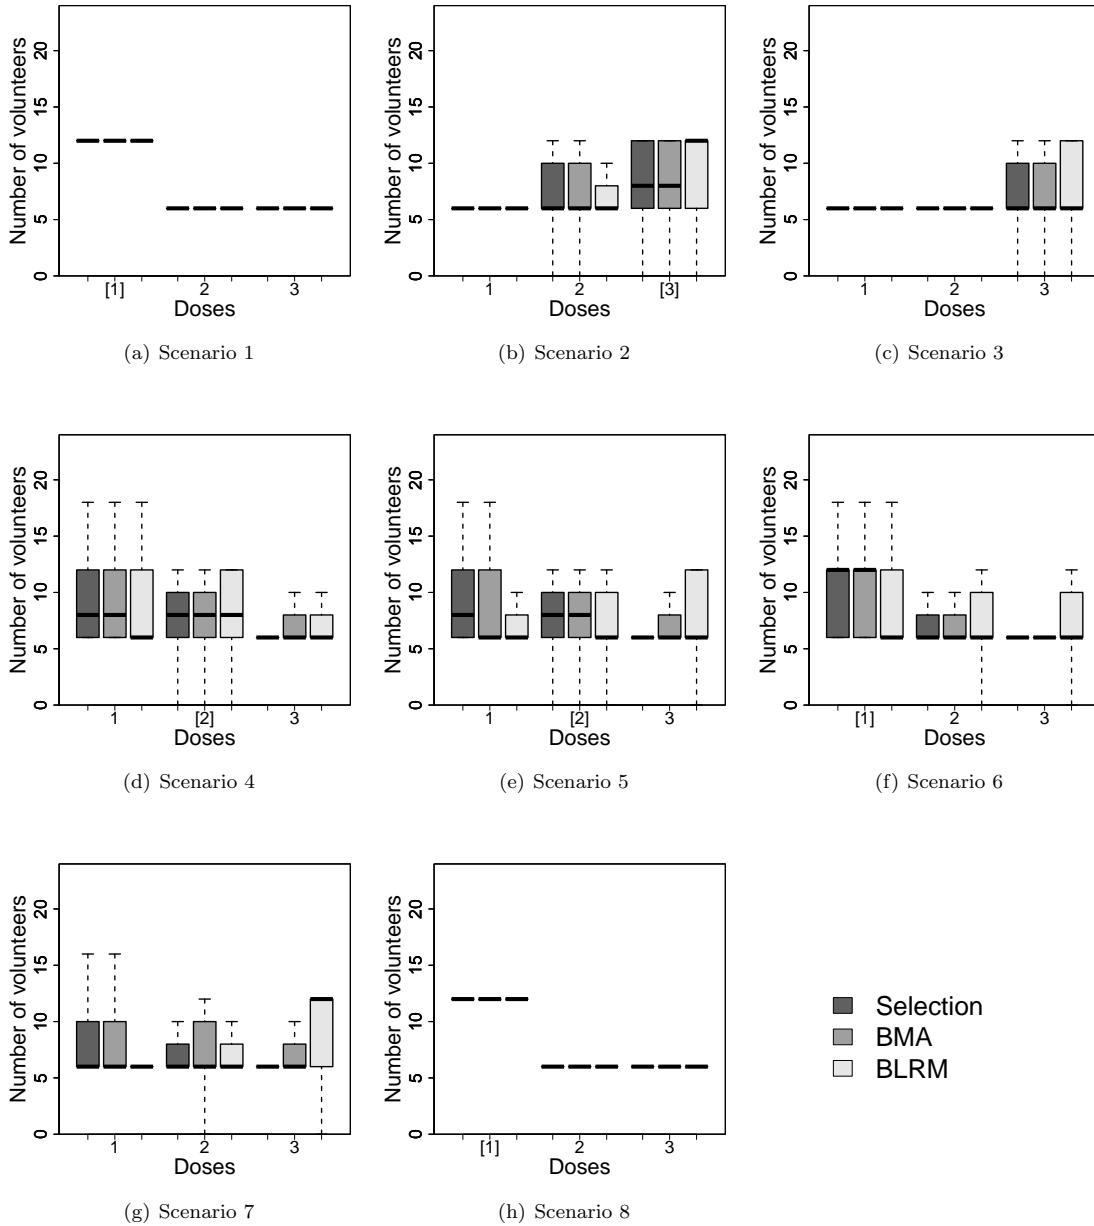 Number of volunteers
20
15
10
5
0
[1] 2 3
Doses
(a) Scenario 1
Number of volunteers
20
15
10
5
0
1 2 [3]
Doses
(b) Scenario 2
Number of volunteers
20
15
10
5
0
1 2 3
Doses
(c) Scenario 3
Number of volunteers
20
15
10
5
0
1 [2] 3
Doses
(d) Scenario 4
Number of volunteers
20
15
10
5
0
1 [2] 3
Doses
(e) Scenario 5
Number of volunteers
20
15
10
5
0
[1] 2 3
Doses
(f) Scenario 6
Number of volunteers
20
15
10
5
0
1 2 3
Doses
(g) Scenario 7
Number of volunteers
20
15
10
5
0
[1] 2 3
Doses
(h) Scenario 8
Selection
BMA
BLRM